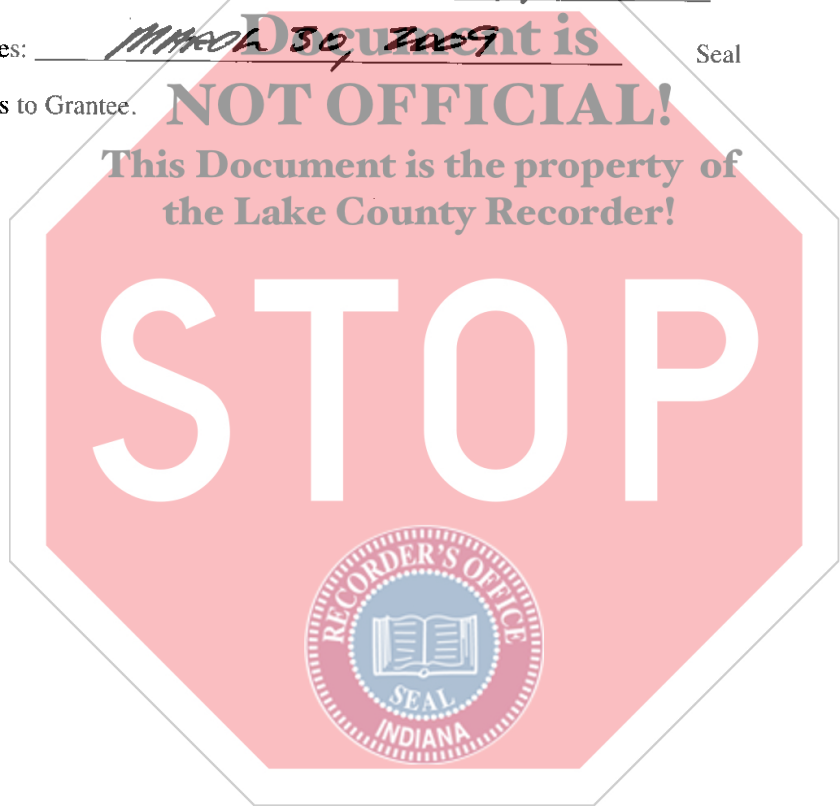 es: MARCH 30, 2009 Seal
s to Grantee.
Document is
NOT OFFICIAL!
This Document is the property of
the Lake County Recorder!
STOP
RECORDER'S OFFICE
SEAL
INDIANA